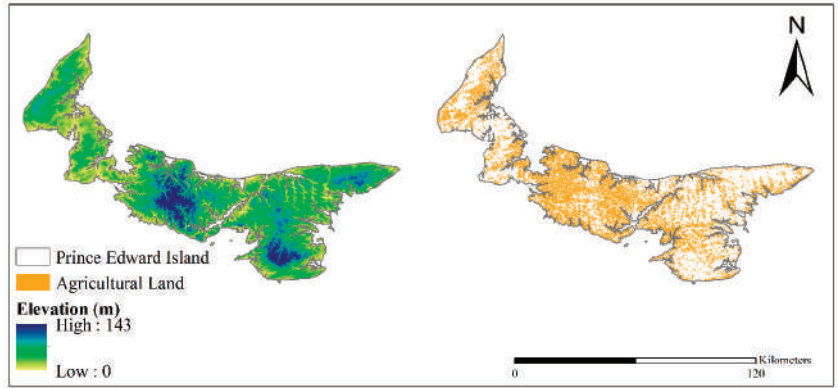 N
Prince Edward Island
Agricultural Land
Elevation (m)
High : 143
Low : 0
Kilometers
0 120